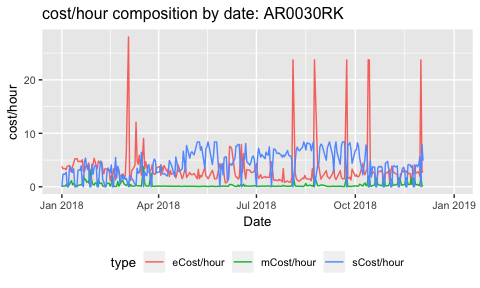 cost/hour composition by date: AR0030RK
cost/hour
20
10
0
Jan 2018 Apr 2018 Jul 2018 Oct 2018 Jan 2019
Date
type eCost/hour mCost/hour sCost/hour